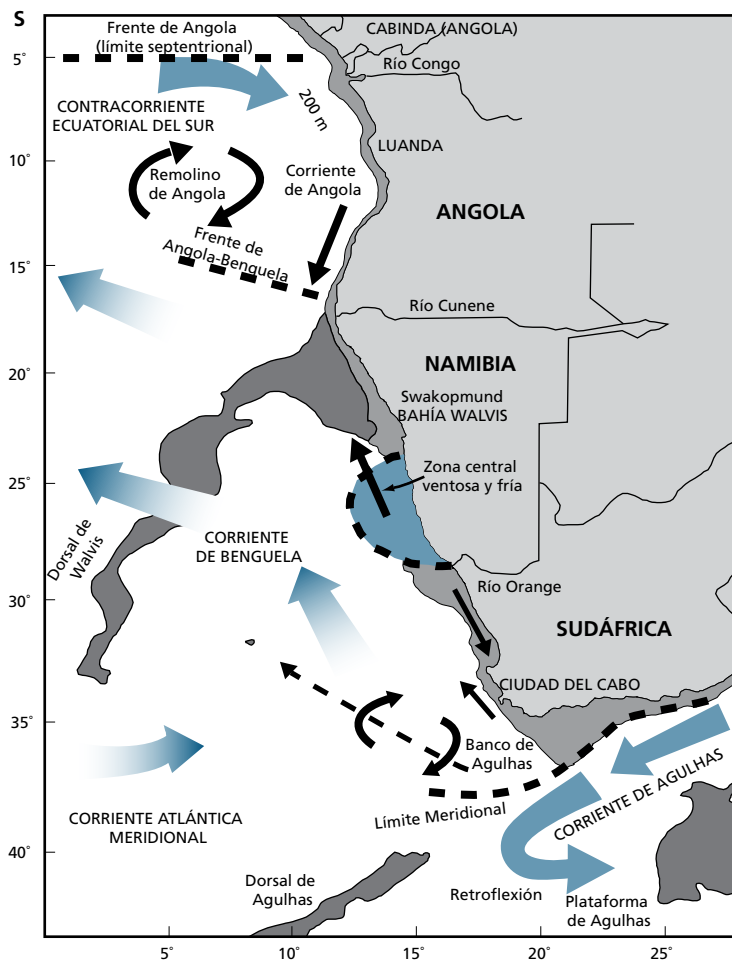 S
Frente de Angola
(límite septentrional)
CABINDA (ANGOLA)
5˚
Río Congo
200 m
CONTRACORRIENTE
ECUATORIAL DEL SUR
LUANDA
10˚
Remolino
de Angola
Corriente
de Angola
ANGOLA
Frente de
Angola-Benguela
15˚
Río Cunene
NAMIBIA
20˚
Swakopmund
BAHÍA WALVIS
Zona central
ventosa y fría
25˚
Dorsal de
Walvis
CORRIENTE
DE BENGUELA
Río Orange
30˚
SUDÁFRICA
CIUDAD DEL CABO
35˚
Banco de
Agulhas
CORRIENTE DE AGULHAS
Límite Meridional
CORRIENTE ATLÁNTICA
MERIDIONAL
40˚
Dorsal de
Agulhas
Retroflexión
Plataforma
de Agulhas
5˚ 10˚ 15˚ 20˚ 25˚